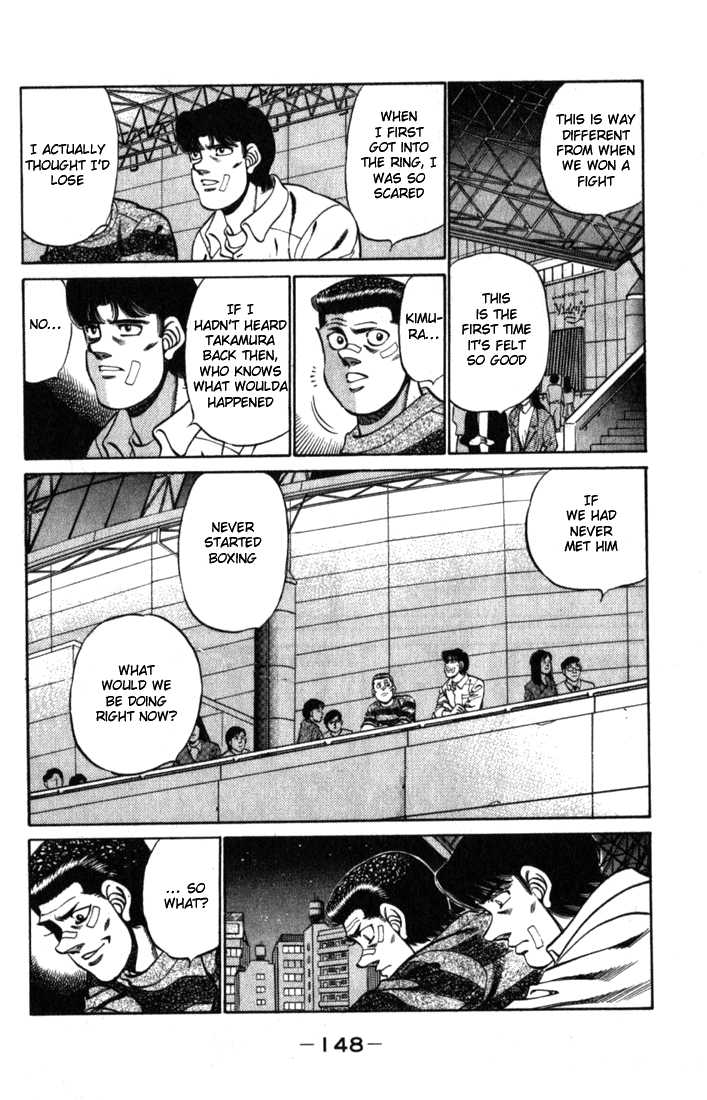 THIS IS WAY
DIFFERENT
FROM WHEN
WE WON A
FIGHT
THIS
IS THE
FIRST TIME
IT'S FELT
SO GOOD
WHEN
I FIRST
GOT INTO
THE RING, I
WAS SO
SCARED
I ACTUALLY
THOUGHT I'D
LOSE
KIMU-
RA...
IF I
HADN'T HEARD
TAKAMURA
BACK THEN,
WHO KNOWS
WHAT WOULDA
HAPPENED
NO...
IF
WE HAD
NEVER
MET HIM
NEVER
STARTED
BOXING
WHAT
WOULD WE
BE DOING
RIGHT NOW?
... SO
WHAT?
—148—